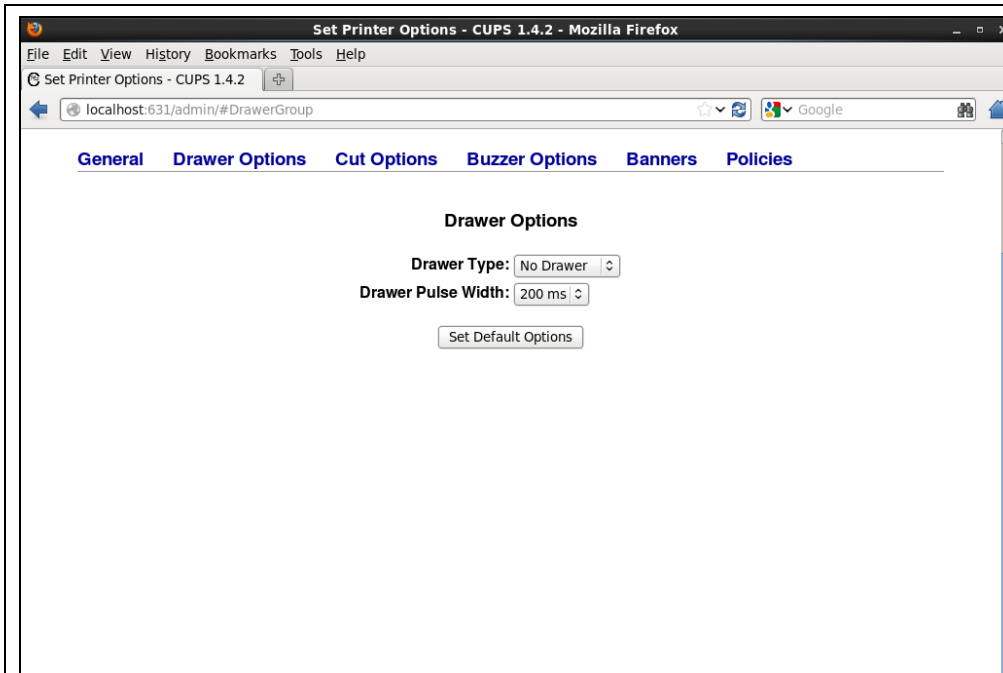 Set Printer Options - CUPS 1.4.2 - Mozilla Firefox
File Edit View History Bookmarks Tools Help
Set Printer Options - CUPS 1.4.2
localhost:631/admin/#DrawerGroup
Google
General Drawer Options Cut Options Buzzer Options Banners Policies
Drawer Options
Drawer Type: No Drawer
Drawer Pulse Width: 200 ms
Set Default Options